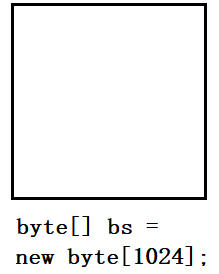 byte[] bs =
new byte[1024];